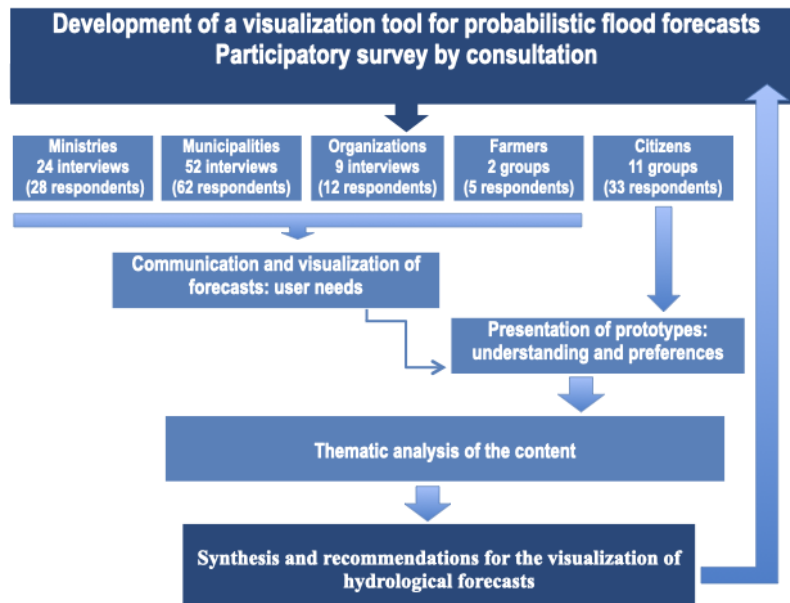 Development of a visualization tool for probabilistic flood forecasts
Participatory survey by consultation
Ministries
24 interviews
(28 respondents)
Municipalities
52 interviews
(62 respondents)
Organizations
9 interviews
(12 respondents)
Farmers
2 groups
(5 respondents)
Citizens
11 groups
(33 respondents)
Communication and visualization of
forecasts: user needs
Presentation of prototypes:
understanding and preferences
Thematic analysis of the content
Synthesis and recommendations for the visualization of
hydrological forecasts